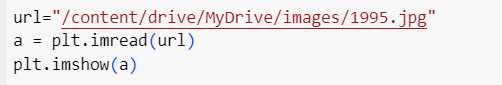 url="/content/drive/MyDrive/images/1995.jpg"
a = plt.imread(url)
plt.imshow(a)